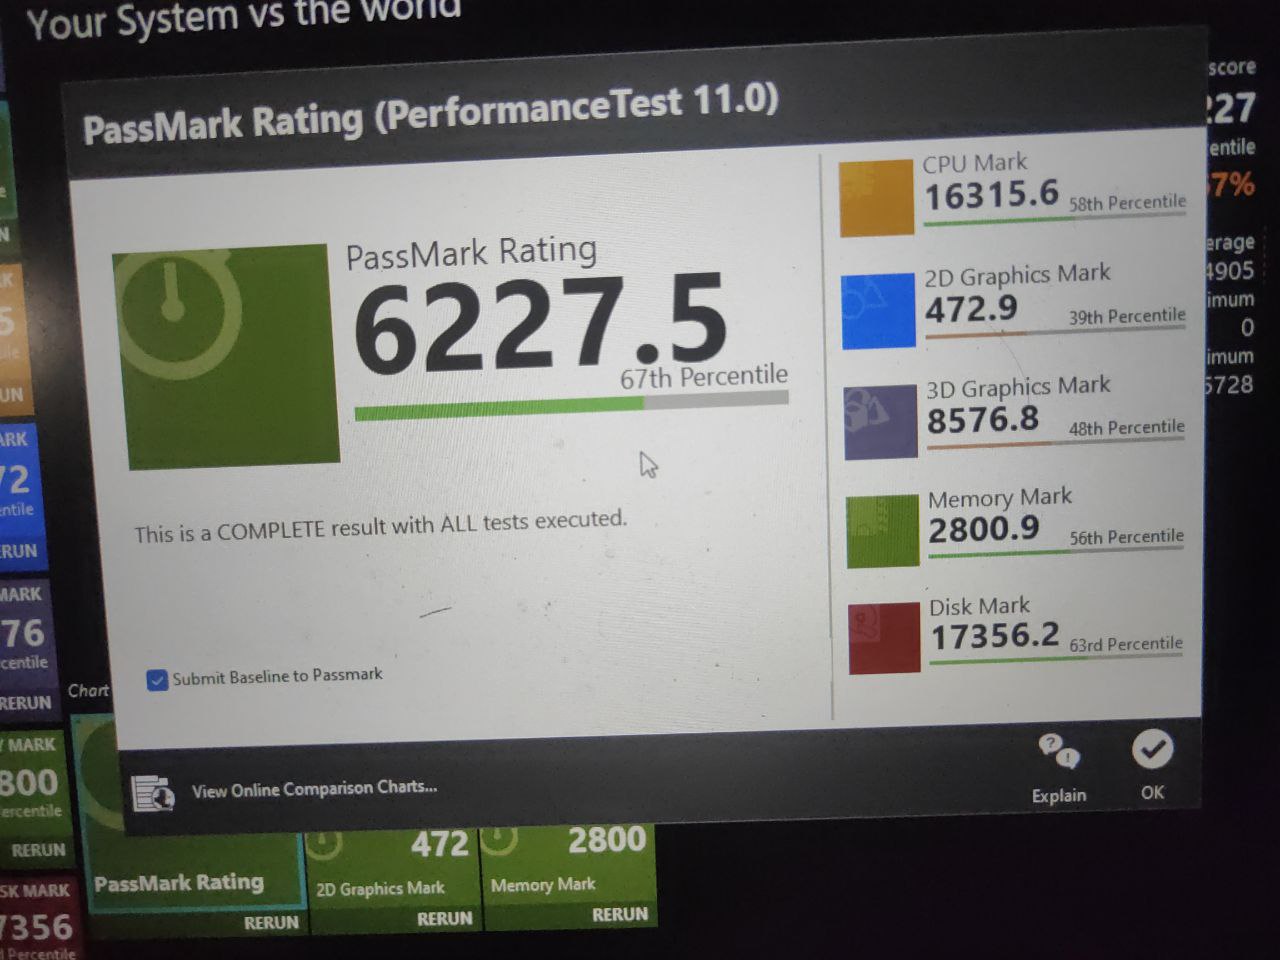 Your System vs the world
PassMark Rating (PerformanceTest 11.0)
PassMark Rating
6227.5
67th Percentile
This is a COMPLETE result with ALL tests executed.
Submit Baseline to Passmark
CPU Mark
16315.6 58th Percentile
2D Graphics Mark
472.9 39th Percentile
3D Graphics Mark
8576.8 48th Percentile
Memory Mark
2800.9 56th Percentile
Disk Mark
17356.2 63rd Percentile
View Online Comparison Charts...
Explain
OK
score
227
entile
7%
erage
4905
imum
0
imum
5728
UN
ARK
72
entile
ERUN
MARK
76
centile
RERUN
MARK
800
ercentile
RERUN
SK MARK
7356
Percentile
Chart
PassMark Rating
RERUN
472
2D Graphics Mark
RERUN
2800
Memory Mark
RERUN